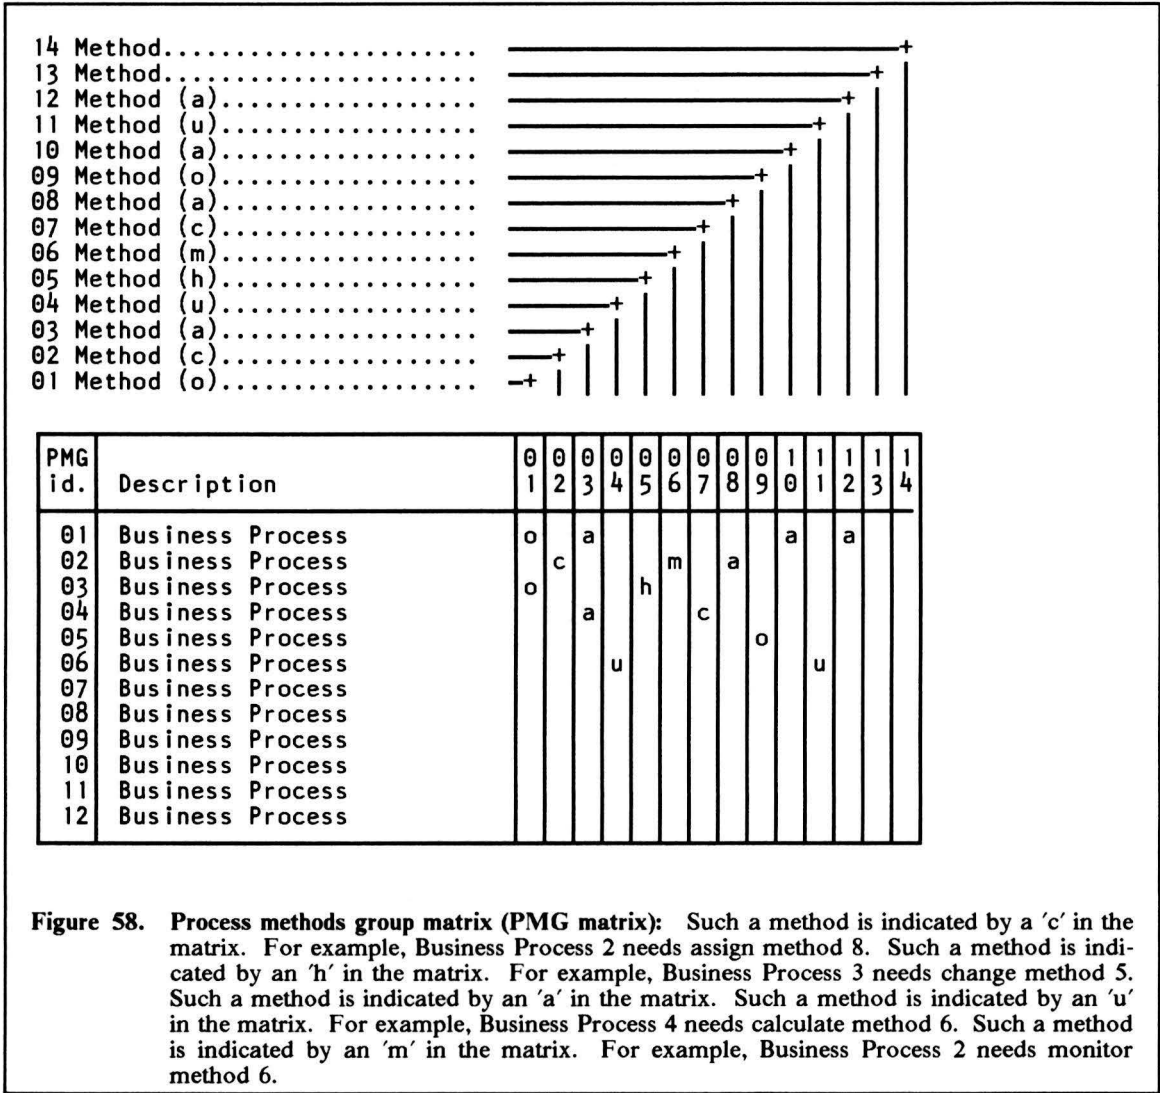 14 Method......................
13 Method......................
12 Method (a)..................
11 Method (u)..................
10 Method (a)..................
09 Method (o)..................
08 Method (a)..................
07 Method (c)..................
06 Method (m)..................
05 Method (h)..................
04 Method (u)..................
03 Method (a)..................
02 Method (c)..................
01 Method (o)..................
PMG id. Description 01 02 03 04 05 06 07 08 09 10 11 12 13 14
01 Business Process o a a a
02 Business Process c m a
03 Business Process o h
04 Business Process a c
05 Business Process o
06 Business Process u u
07 Business Process
08 Business Process
09 Business Process
10 Business Process
11 Business Process
12 Business Process
Figure 58. Process methods group matrix (PMG matrix): Such a method is indicated by a 'c' in the
matrix. For example, Business Process 2 needs assign method 8. Such a method is indi-
cated by an 'h' in the matrix. For example, Business Process 3 needs change method 5.
Such a method is indicated by an 'a' in the matrix. Such a method is indicated by an 'u'
in the matrix. For example, Business Process 4 needs calculate method 6. Such a method
is indicated by an 'm' in the matrix. For example, Business Process 2 needs monitor
method 6.